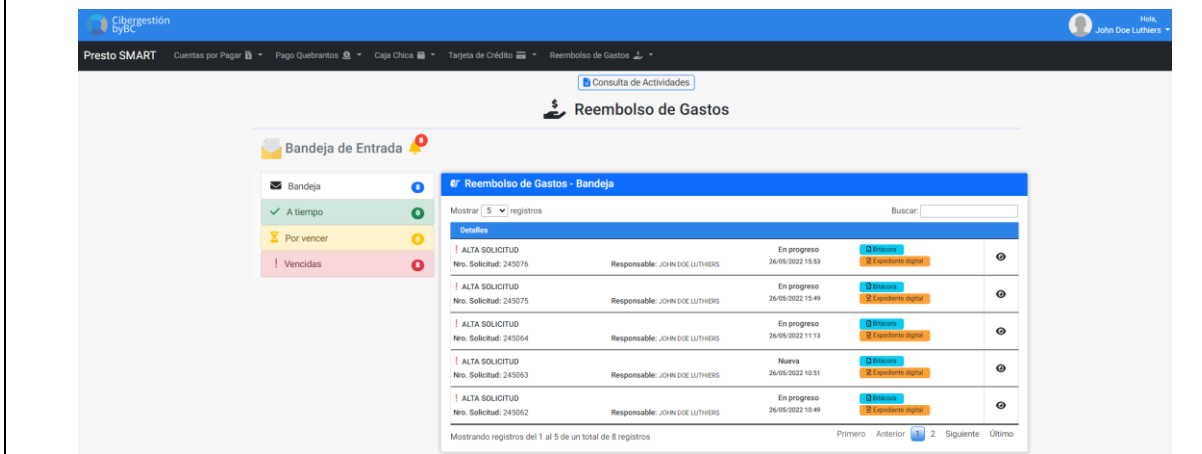 Cibergestión
byBC
Hola,
John Doe Luthiers
Presto SMART Cuentas por Pagar Pago Quebrantos Caja Chica Tarjeta de Crédito Reembolso de Gastos
Consulta de Actividades
Reembolso de Gastos
Bandeja de Entrada 8
Bandeja 8
A tiempo 0
Por vencer 0
Vencidas 8
Reembolso de Gastos - Bandeja
Mostrar 5 registros Buscar:
Detalles
ALTA SOLICITUD En progreso Bitácora
Nro. Solicitud: 245076 Responsable: JOHN DOE LUTHIERS 26/05/2022 15:53 Expediente digital
ALTA SOLICITUD En progreso Bitácora
Nro. Solicitud: 245075 Responsable: JOHN DOE LUTHIERS 26/05/2022 15:49 Expediente digital
ALTA SOLICITUD En progreso Bitácora
Nro. Solicitud: 245064 Responsable: JOHN DOE LUTHIERS 26/05/2022 11:13 Expediente digital
ALTA SOLICITUD Nueva Bitácora
Nro. Solicitud: 245063 Responsable: JOHN DOE LUTHIERS 26/05/2022 10:51 Expediente digital
ALTA SOLICITUD En progreso Bitácora
Nro. Solicitud: 245062 Responsable: JOHN DOE LUTHIERS 26/05/2022 10:49 Expediente digital
Mostrando registros del 1 al 5 de un total de 8 registros Primero Anterior 1 2 Siguiente Último